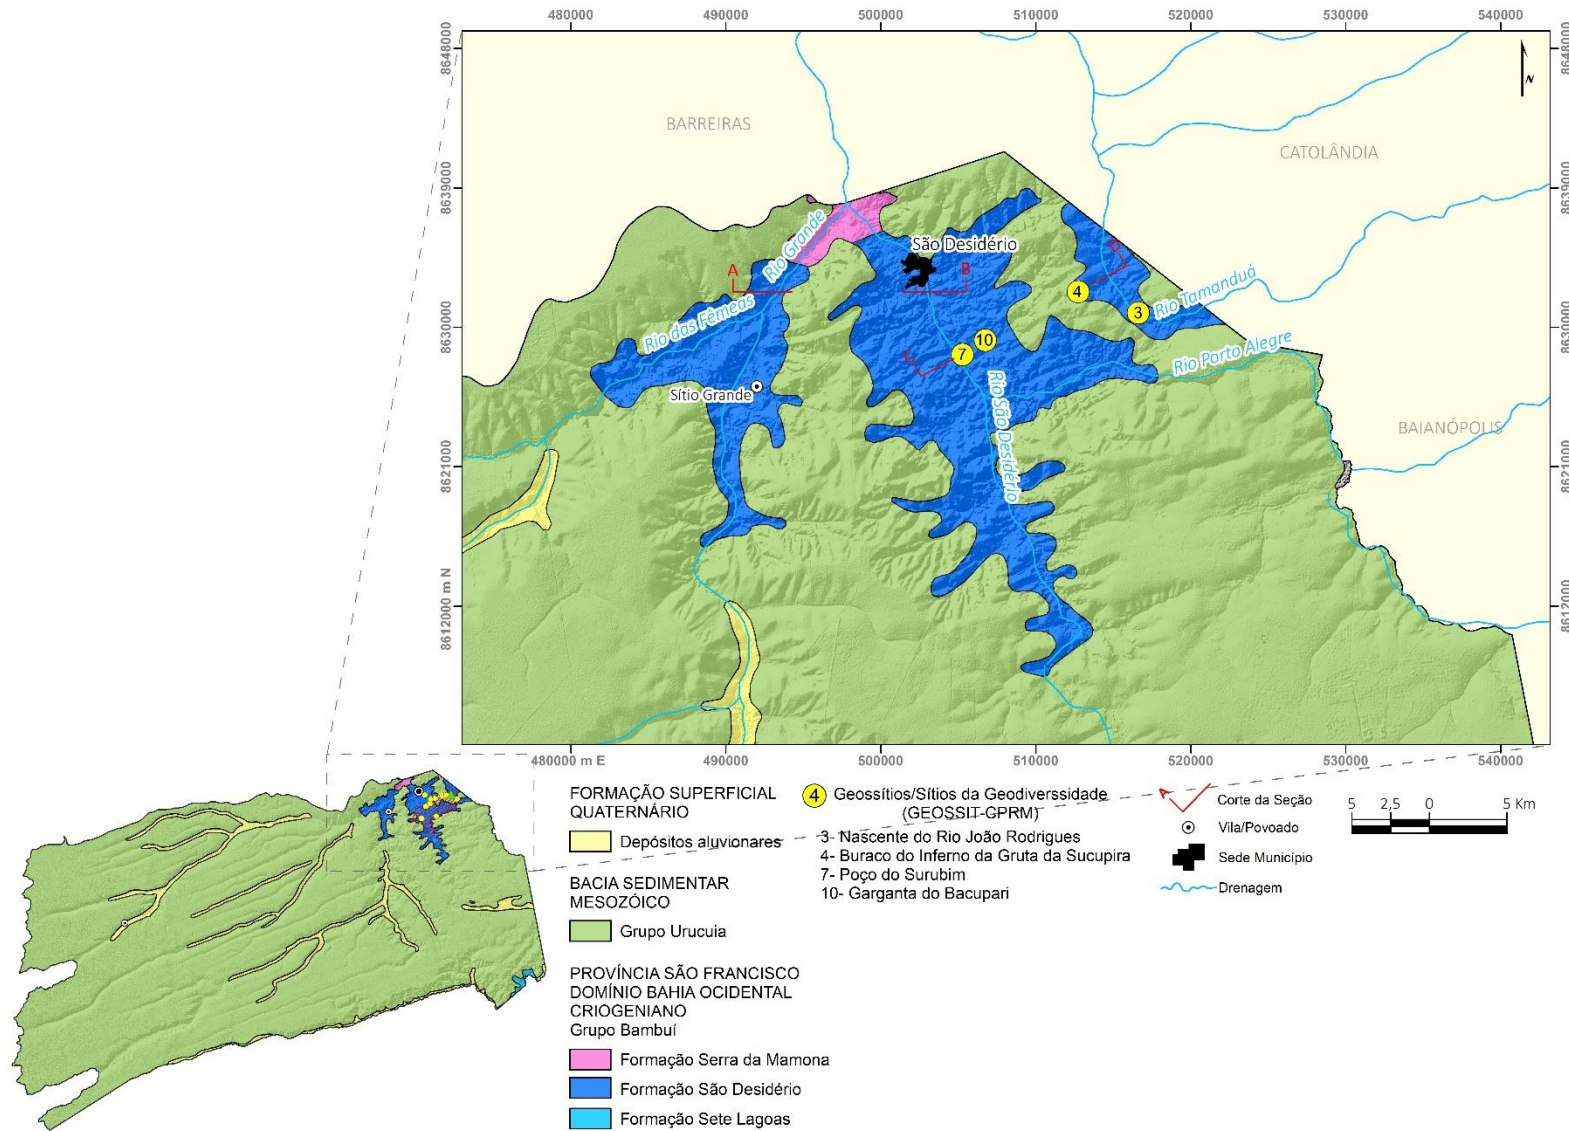 480000 490000 500000 510000 520000 530000 540000
8648000 8648000
N
BARREIRAS
CATOLÂNDIA
8639000 8639000
Rio Grande
São Desidério
D
A
B
4
Rio Tamanduá
3
8630000 8630000
Rio das Fêmeas
10
7
C
Rio Porto Alegre
Sítio Grande
Rio São Desidério
BAIANÓPOLIS
8621000 8621000
8612000 m N 8612000
480000 m E 490000 500000 510000 520000 530000 540000
FORMAÇÃO SUPERFICIAL
QUATERNÁRIO
Depósitos aluvionares
BACIA SEDIMENTAR
MESOZÓICO
Grupo Urucuia
PROVÍNCIA SÃO FRANCISCO
DOMÍNIO BAHIA OCIDENTAL
CRIOGENIANO
Grupo Bambuí
Formação Serra da Mamona
Formação São Desidério
Formação Sete Lagoas
4 Geossítios/Sítios da Geodiverssidade
(GEOSSIT-CPRM)
3- Nascente do Rio João Rodrigues
4- Buraco do Inferno da Gruta da Sucupira
7- Poço do Surubim
10- Garganta do Bacupari
A Corte da Seção
Vila/Povoado
Sede Município
Drenagem
5 2,5 0 5 Km